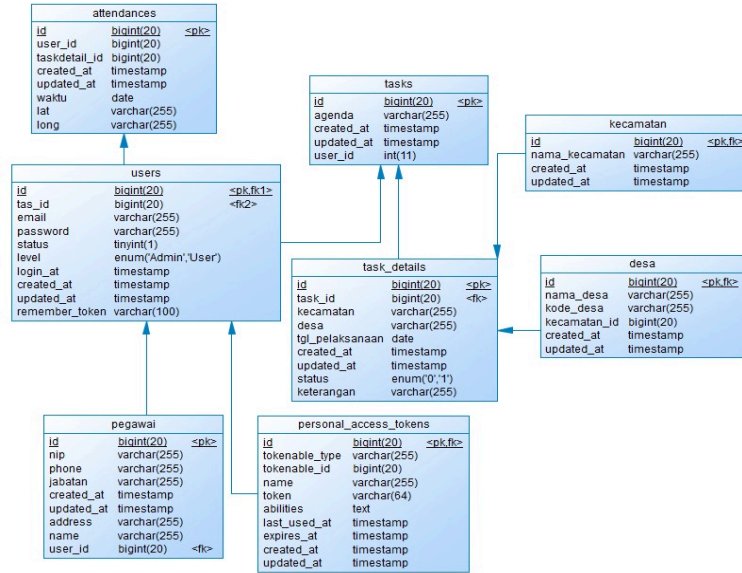 attendances
id bigint(20) <pk>
user_id bigint(20)
taskdetail_id bigint(20)
created_at timestamp
updated_at timestamp
waktu date
lat varchar(255)
long varchar(255)
tasks
id bigint(20) <pk>
agenda varchar(255)
created_at timestamp
updated_at timestamp
user_id int(11)
kecamatan
id bigint(20) <pk,fk>
nama_kecamatan varchar(255)
created_at timestamp
updated_at timestamp
users
id bigint(20) <pk,fk1>
tas_id bigint(20) <fk2>
email varchar(255)
password varchar(255)
status tinyint(1)
level enum('Admin','User')
login_at timestamp
created_at timestamp
updated_at timestamp
remember_token varchar(100)
task_details
id bigint(20) <pk>
task_id bigint(20) <fk>
kecamatan varchar(255)
desa varchar(255)
tgl_pelaksanaan date
created_at timestamp
updated_at timestamp
status enum('0','1')
keterangan varchar(255)
desa
id bigint(20) <pk,fk>
nama_desa varchar(255)
kode_desa varchar(255)
kecamatan_id bigint(20)
created_at timestamp
updated_at timestamp
pegawai
id bigint(20) <pk>
nip varchar(255)
phone varchar(255)
jabatan varchar(255)
created_at timestamp
updated_at timestamp
address varchar(255)
name varchar(255)
user_id bigint(20) <fk>
personal_access_tokens
id bigint(20) <pk,fk>
tokenable_type varchar(255)
tokenable_id bigint(20)
name varchar(255)
token varchar(64)
abilities text
last_used_at timestamp
expires_at timestamp
created_at timestamp
updated_at timestamp